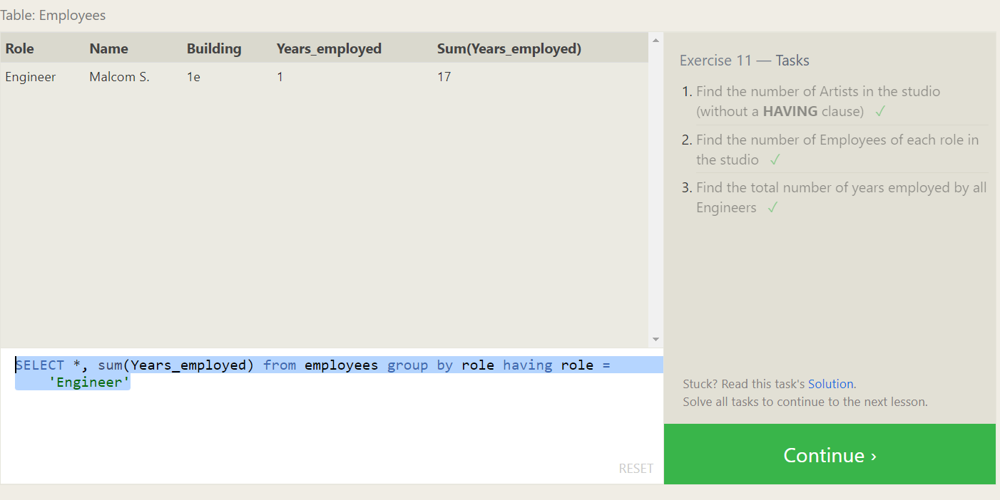 Table: Employees
Role Name Building Years_employed Sum(Years_employed)
Engineer Malcom S. 1e 1 17
SELECT *, sum(Years_employed) from employees group by role having role =
'Engineer'
RESET
Exercise 11 — Tasks
1. Find the number of Artists in the studio
(without a HAVING clause) ✓
2. Find the number of Employees of each role in
the studio ✓
3. Find the total number of years employed by all
Engineers ✓
Stuck? Read this task's Solution.
Solve all tasks to continue to the next lesson.
Continue ›